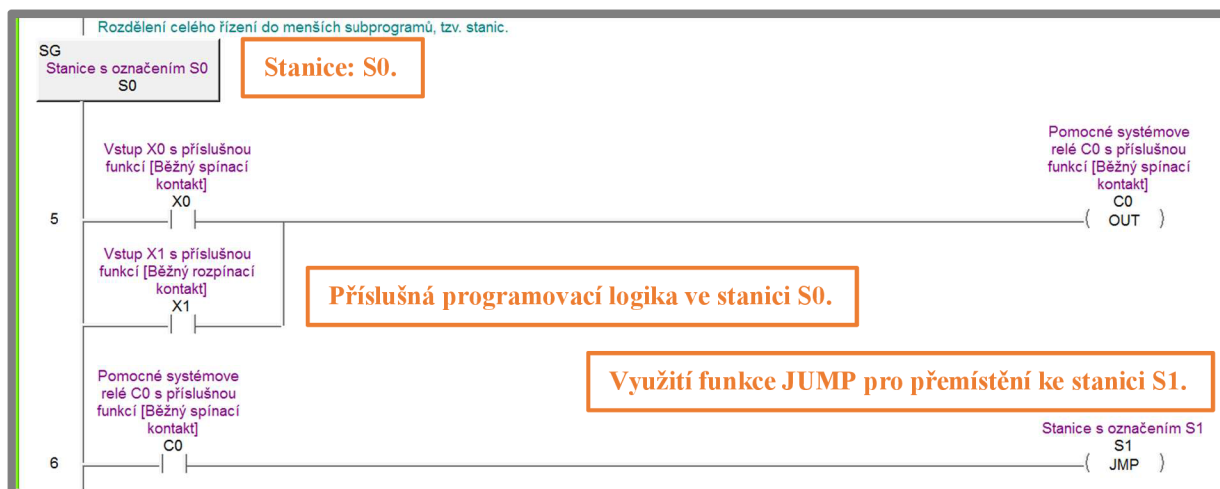 Rozdělení celého řízení do menších subprogramů, tzv. stanic.
SG
Stanice s označením S0
S0
Stanice: S0.
Vstup X0 s příslušnou
funkcí [Běžný spínací
kontakt]
X0
Pomocné systémove
relé C0 s příslušnou
funkcí [Běžný spínací
kontakt]
C0
5
OUT
Vstup X1 s příslušnou
funkcí [Běžný rozpínací
kontakt]
X1
Příslušná programovací logika ve stanici S0.
Využití funkce JUMP pro přemístění ke stanici S1.
Pomocné systémove
relé C0 s příslušnou
funkcí [Běžný spínací
kontakt]
C0
Stanice s označením S1
S1
6
JMP